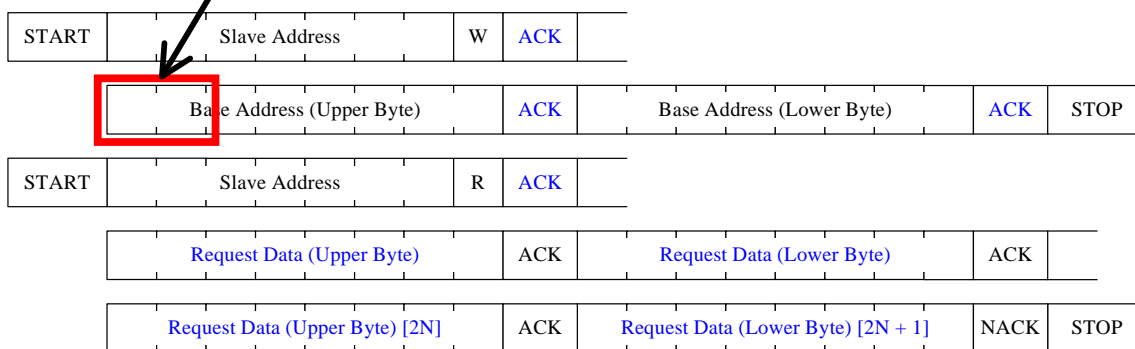 START Slave Address W ACK
Base Address (Upper Byte) ACK Base Address (Lower Byte) ACK STOP
START Slave Address R ACK
Request Data (Upper Byte) ACK Request Data (Lower Byte) ACK
Request Data (Upper Byte) [2N] ACK Request Data (Lower Byte) [2N + 1] NACK STOP